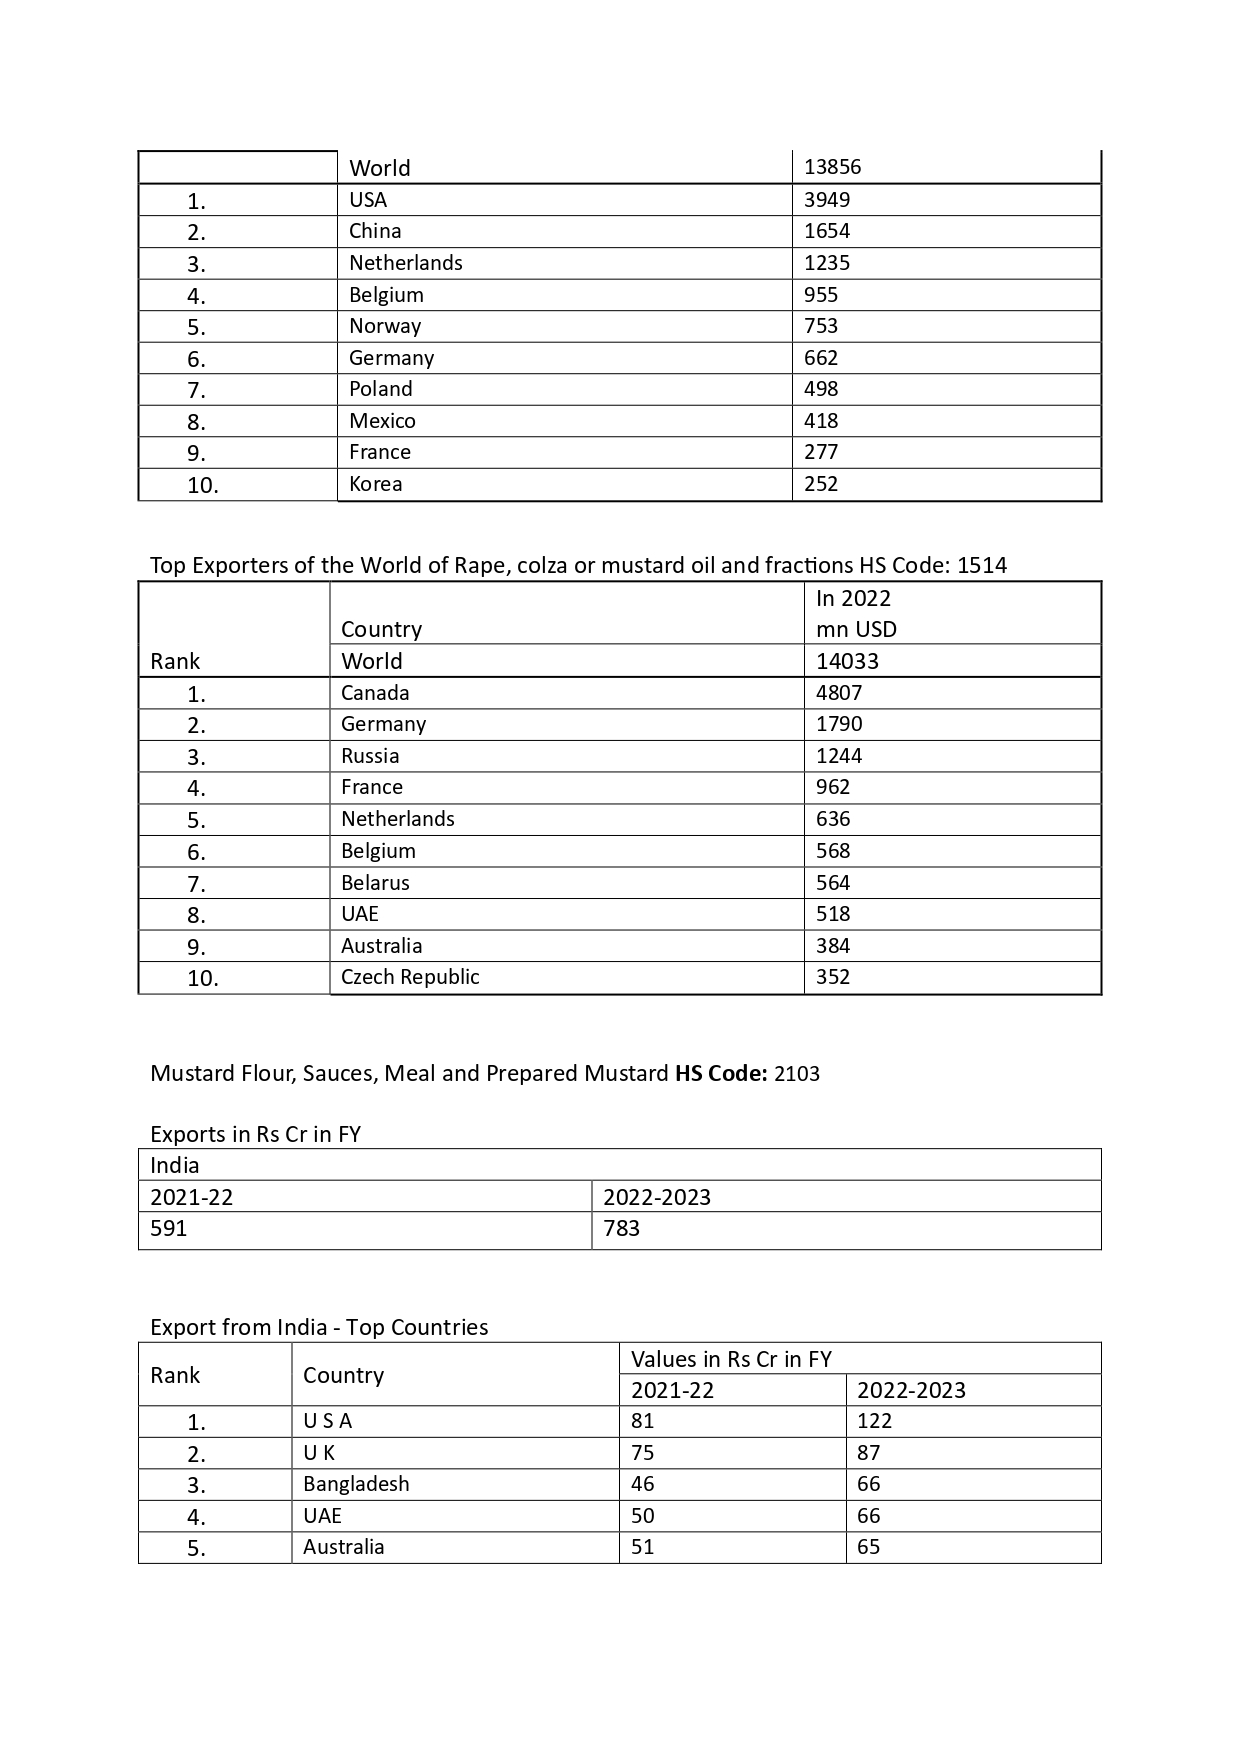 World 13856
1. USA 3949
2. China 1654
3. Netherlands 1235
4. Belgium 955
5. Norway 753
6. Germany 662
7. Poland 498
8. Mexico 418
9. France 277
10. Korea 252
Top Exporters of the World of Rape, colza or mustard oil and fractions HS Code: 1514
In 2022
Country mn USD
Rank World 14033
1. Canada 4807
2. Germany 1790
3. Russia 1244
4. France 962
5. Netherlands 636
6. Belgium 568
7. Belarus 564
8. UAE 518
9. Australia 384
10. Czech Republic 352
Mustard Flour, Sauces, Meal and Prepared Mustard HS Code: 2103
Exports in Rs Cr in FY
India
2021-22 2022-2023
591 783
Export from India - Top Countries
Rank Country Values in Rs Cr in FY
2021-22 2022-2023
1. U S A 81 122
2. U K 75 87
3. Bangladesh 46 66
4. UAE 50 66
5. Australia 51 65